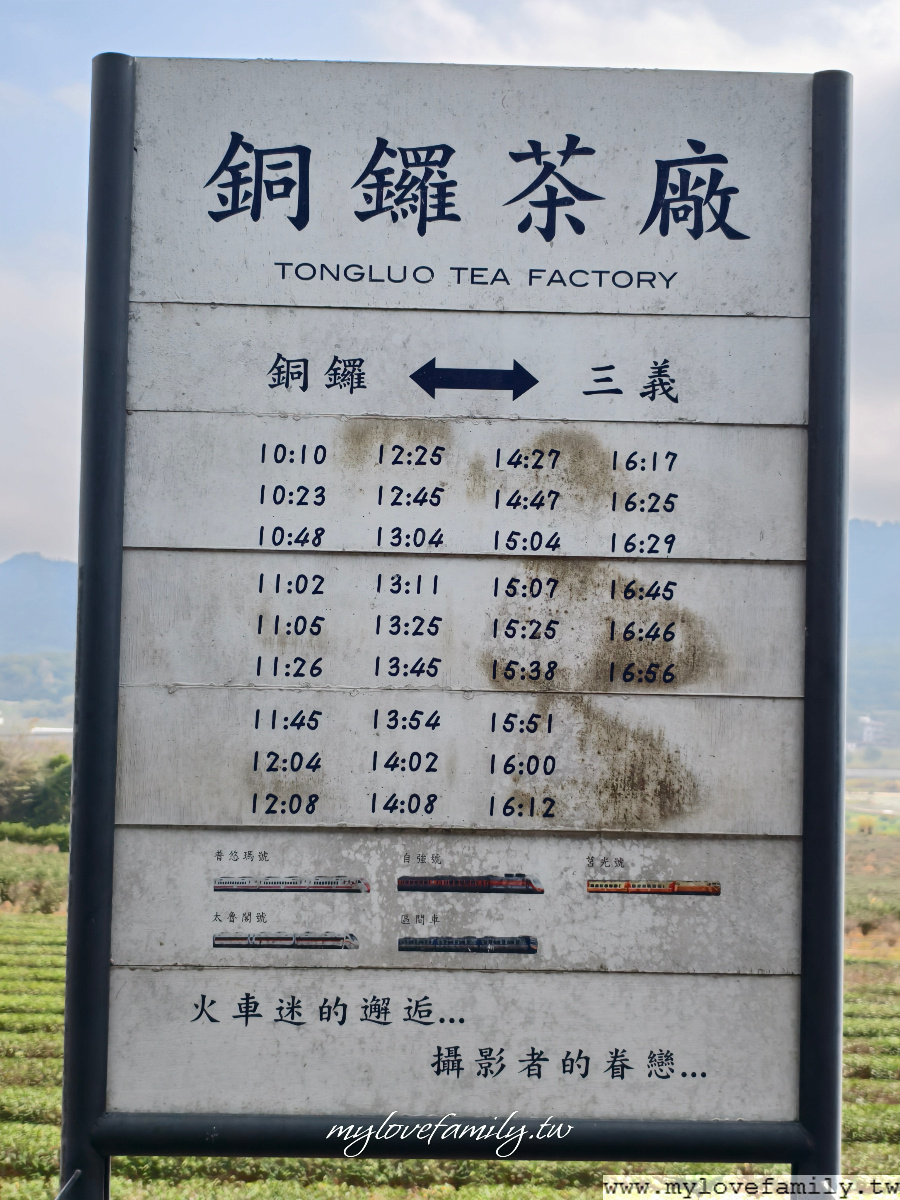 銅鑼茶廠
TONGLUO TEA FACTORY
銅鑼 三義
10:10 12:25 14:27 16:17
10:23 12:45 14:47 16:25
10:48 13:04 15:04 16:29
11:02 13:11 15:07 16:45
11:05 13:25 15:25 16:46
11:26 13:45 15:38 16:56
11:45 13:54 15:51
12:04 14:02 16:00
12:08 14:08 16:12
普悠瑪號 自強號 莒光號
太魯閣號 區間車
火車迷的邂逅...
攝影者的眷戀...
mylovefamily.tw
www.mylovefamily.tw